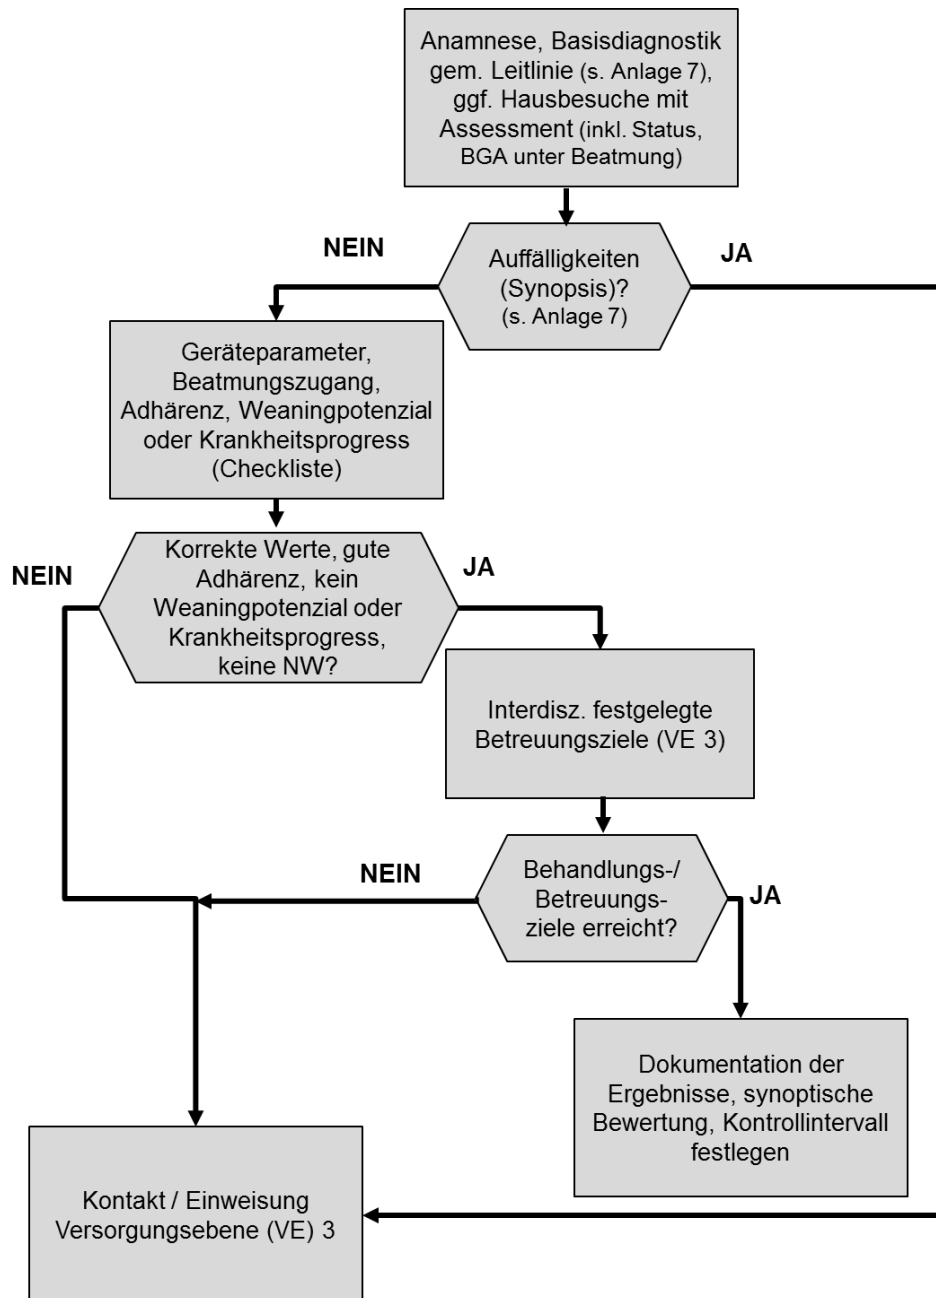 Anamnese, Basisdiagnostik
gem. Leitlinie (s. Anlage 7),
ggf. Hausbesuche mit
Assessment (inkl. Status,
BGA unter Beatmung)
NEIN
JA
Auffälligkeiten
(Synopsis)?
(s. Anlage 7)
Geräteparameter,
Beatmungszugang,
Adhärenz, Weaningpotenzial
oder Krankheitsprogress
(Checkliste)
NEIN
JA
Korrekte Werte, gute
Adhärenz, kein
Weaningpotenzial oder
Krankheitsprogress,
keine NW?
Interdisz. festgelegte
Betreuungsziele (VE 3)
NEIN
JA
Behandlungs-/
Betreuungs-
ziele erreicht?
Dokumentation der
Ergebnisse, synoptische
Bewertung, Kontrollintervall
festlegen
Kontakt / Einweisung
Versorgungsebene (VE) 3